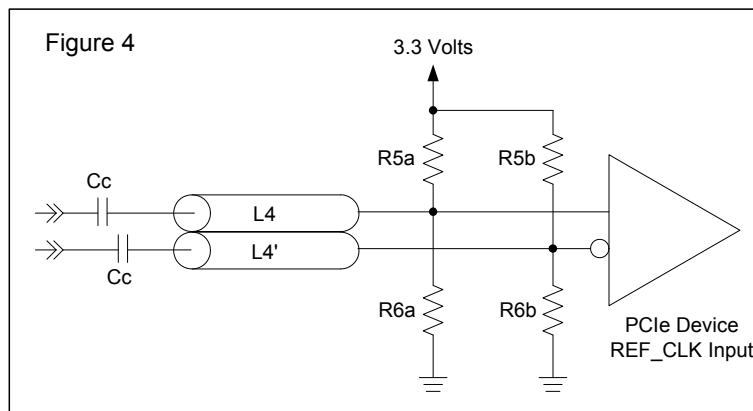 Figure 4
3.3 Volts
R5a
R5b
Cc
L4
L4'
Cc
R6a
R6b
PCIe Device
REF_CLK Input